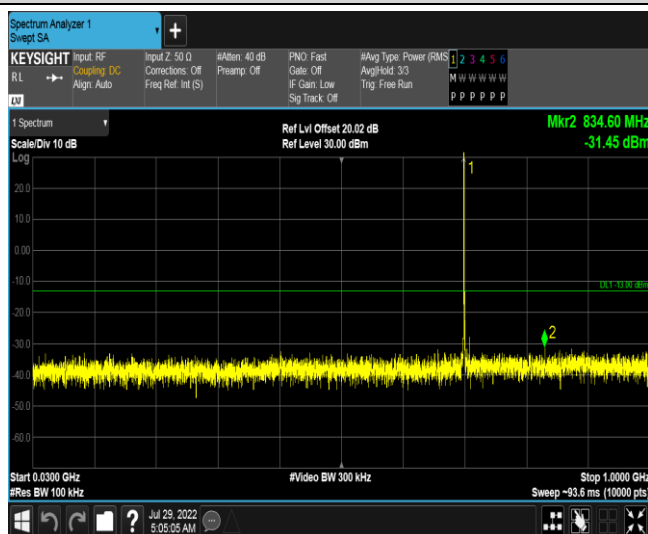 Spectrum Analyzer 1
Swept SA
+
KEYSIGHT Input: RF Input Z: 50 Ω #Atten: 40 dB PNO: Fast #Avg Type: Power (RMS 1 2 3 4 5 6
RL Coupling: DC Corrections: Off Preamp: Off Gate: Off Avg|Hold: 3/3 M W W W W W
Align: Auto Freq Ref: Int (S) IF Gain: Low Trig: Free Run
LXI Sig Track: Off P P P P P P
1 Spectrum Ref Lvl Offset 20.02 dB Mkr2 834.60 MHz
Scale/Div 10 dB Ref Level 30.00 dBm -31.45 dBm
Log
1
20.0
10.0
0.00
-10.0
DL1 -13.00 dBm
-20.0
2
-30.0
-40.0
-50.0
-60.0
Start 0.0300 GHz #Video BW 300 kHz Stop 1.0000 GHz
#Res BW 100 kHz Sweep ~93.6 ms (10000 pts)
? Jul 29, 2022
5:05:05 AM